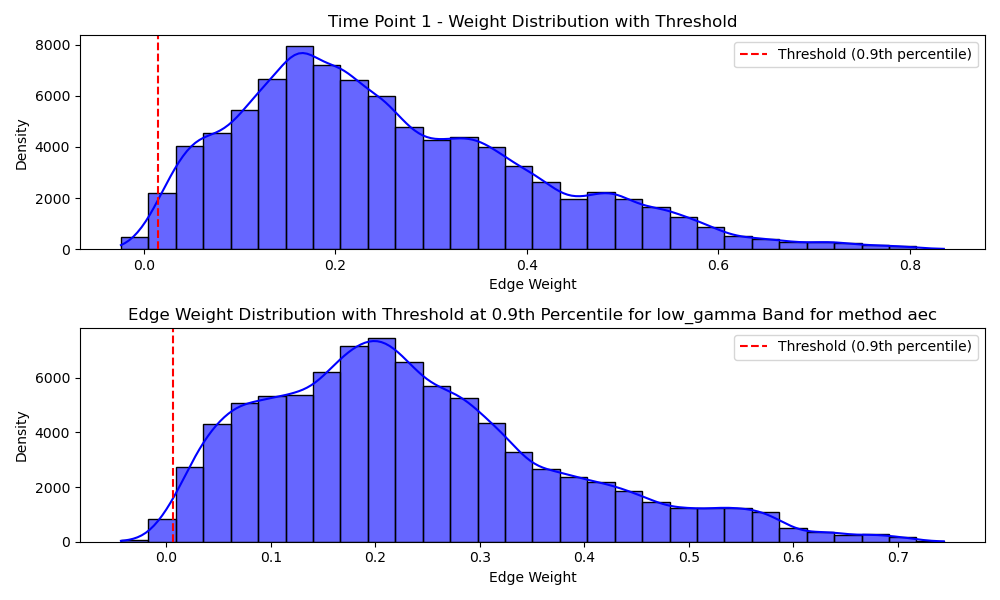 Time Point 1 - Weight Distribution with Threshold
Threshold (0.9th percentile)
Density
8000
6000
4000
2000
0
0.0 0.2 0.4 0.6 0.8
Edge Weight
Edge Weight Distribution with Threshold at 0.9th Percentile for low_gamma Band for method aec
Threshold (0.9th percentile)
Density
6000
4000
2000
0
0.0 0.1 0.2 0.3 0.4 0.5 0.6 0.7
Edge Weight